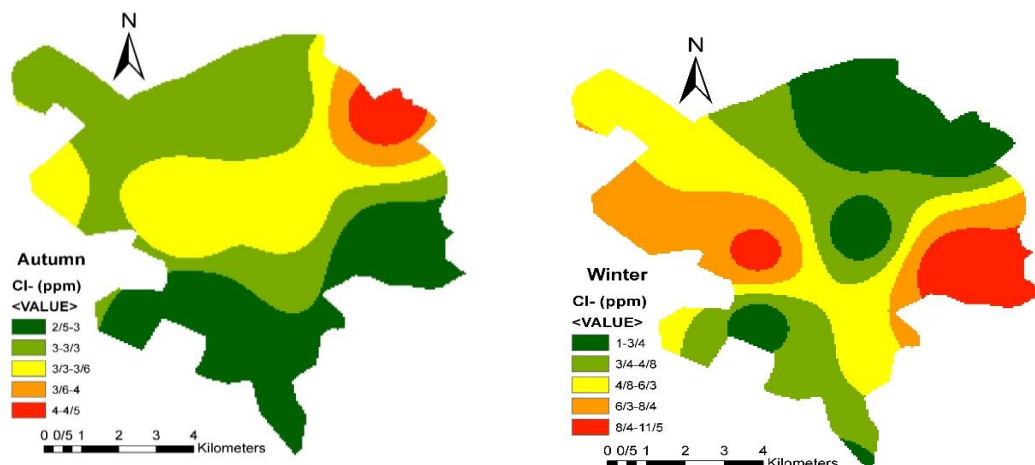 N
Autumn
Cl- (ppm)
<VALUE>
2/5-3
3-3/3
3/3-3/6
3/6-4
4-4/5
0 0/5 1 2 3 4
Kilometers
N
Winter
Cl- (ppm)
<VALUE>
1-3/4
3/4-4/8
4/8-6/3
6/3-8/4
8/4-11/5
0 0/5 1 2 3 4
Kilometers